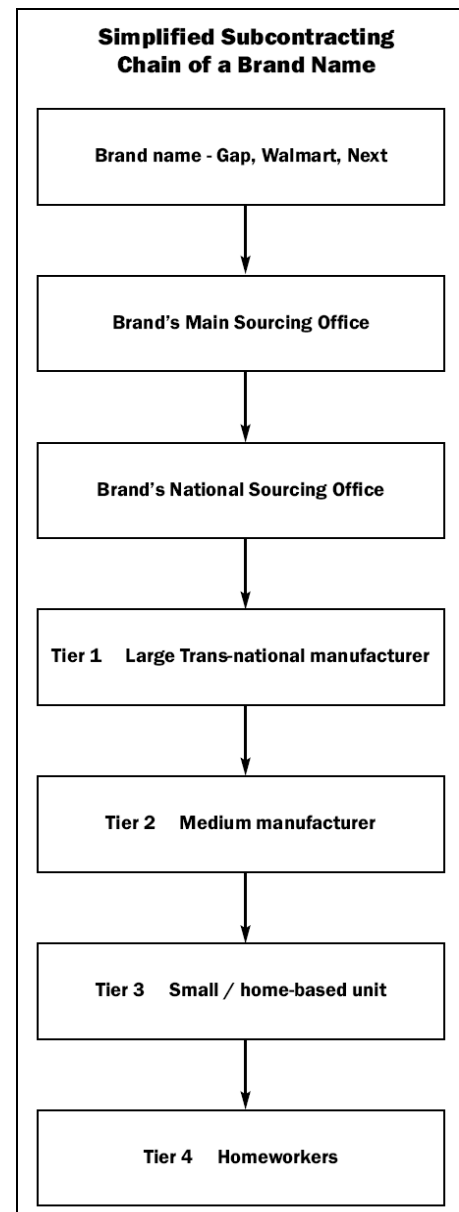 Simplified Subcontracting
Chain of a Brand Name
Brand name - Gap, Walmart, Next
Brand’s Main Sourcing Office
Brand’s National Sourcing Office
Tier 1 Large Trans-national manufacturer
Tier 2 Medium manufacturer
Tier 3 Small / home-based unit
Tier 4 Homeworkers